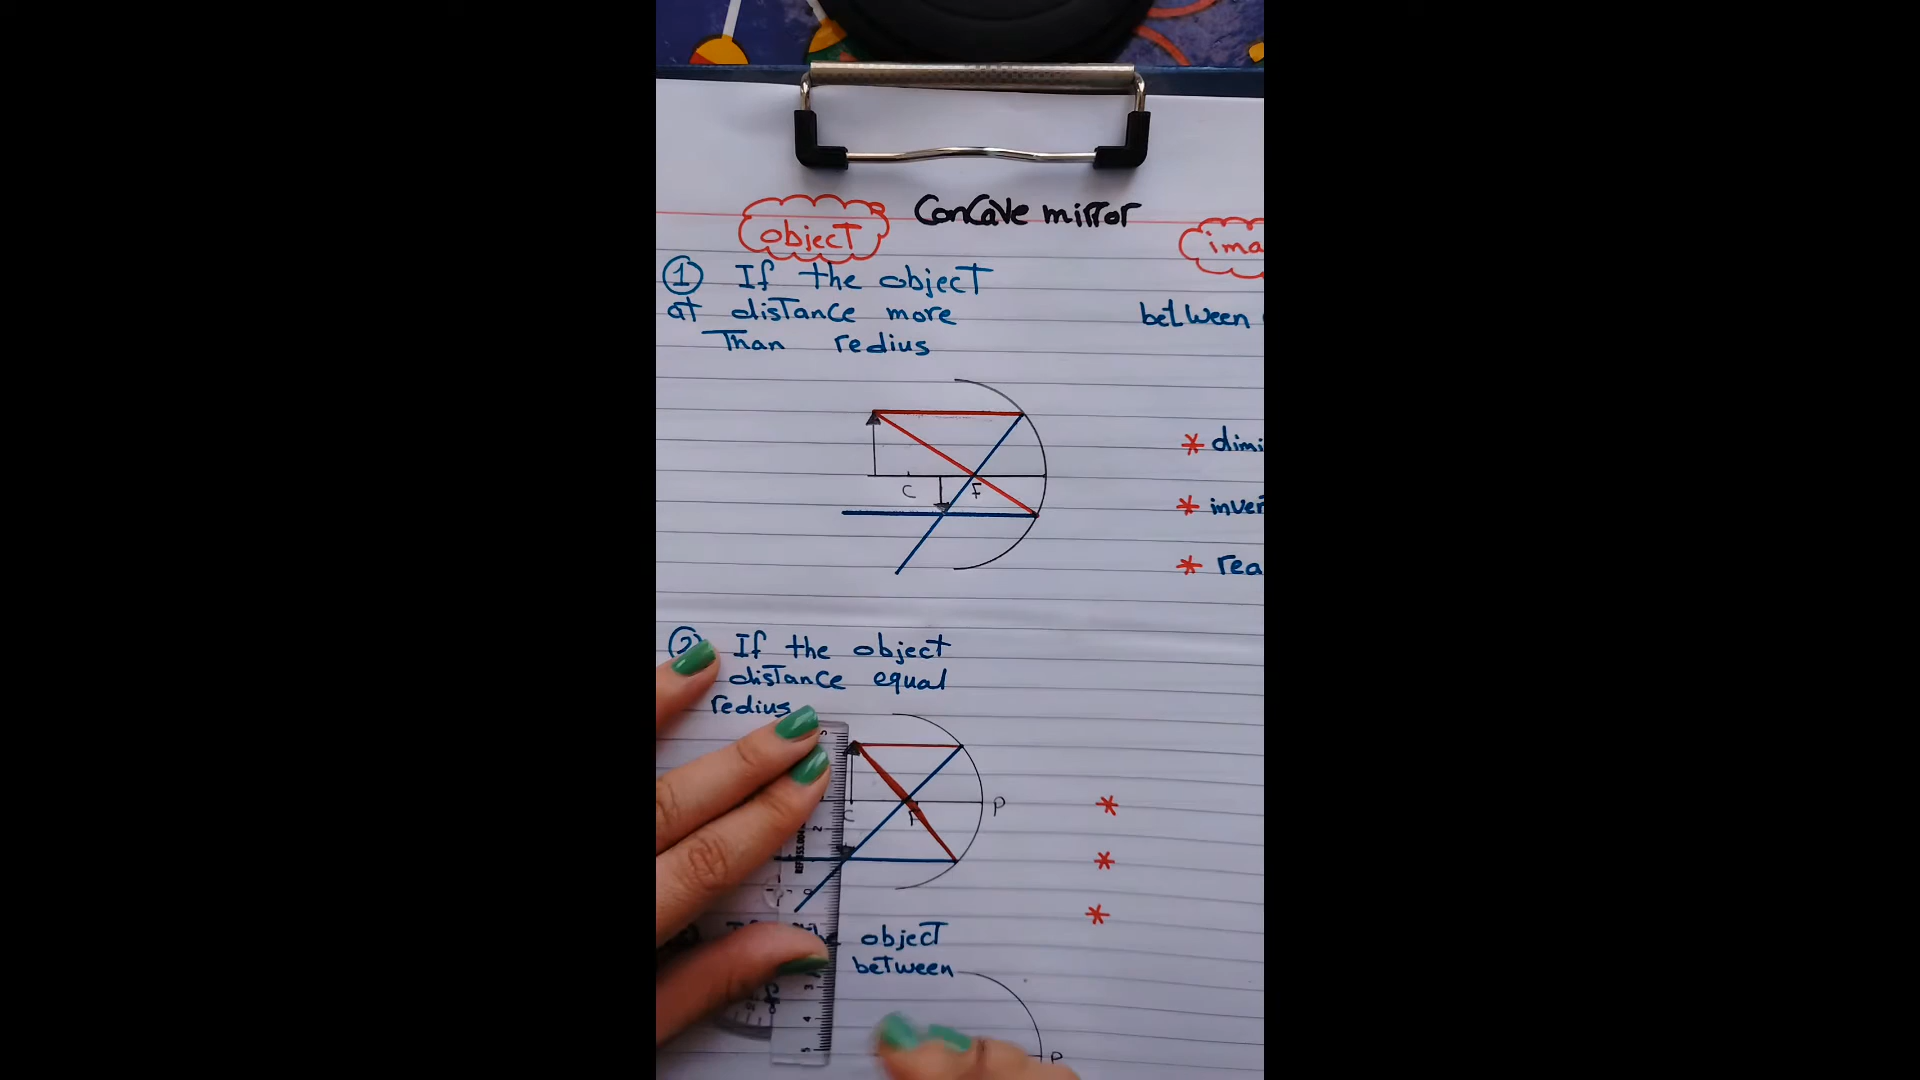 Concave mirror
object
ima
1 If the object
at distance more
Than redius
between
C
F
* dimi
* inver
* rea
2 If the object
distance equal
redius
C
F
P
*
*
*
object
between
P